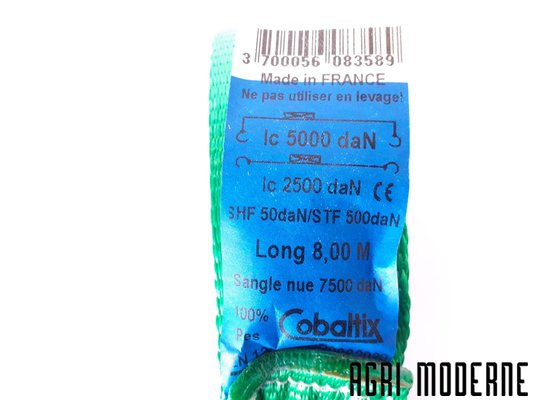 3 700056 083589
Made in FRANCE
Ne pas utiliser en levage!
lc 5000 daN
lc 2500 daN CE
SHF 50daN/STF 500daN
Long 8,00 M
Sangle nue 7500 daN
100%
Pes
Cobaltix
AGRI MODERNE